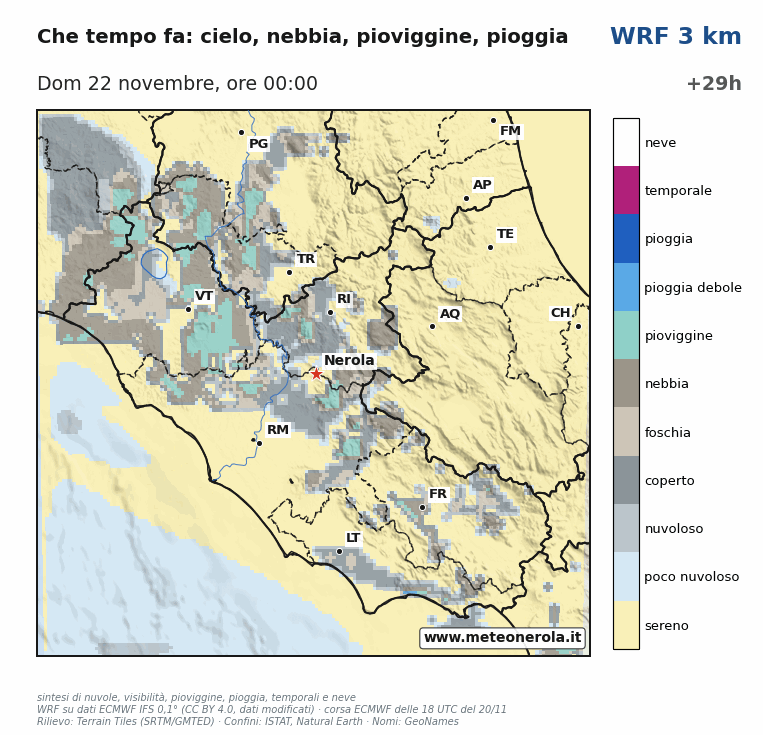 Che tempo fa: cielo, nebbia, pioviggine, pioggia
WRF 3 km
Dom 22 novembre, ore 00:00
+29h
FM
PG
AP
TE
TR
RI
VT
AQ
CH
Nerola
RM
FR
LT
www.meteonerola.it
neve
temporale
pioggia
pioggia debole
pioviggine
nebbia
foschia
coperto
nuvoloso
poco nuvoloso
sereno
sintesi di nuvole, visibilità, pioviggine, pioggia, temporali e neve
WRF su dati ECMWF IFS 0,1° (CC BY 4.0, dati modificati) · corsa ECMWF delle 18 UTC del 20/11
Rilievo: Terrain Tiles (SRTM/GMTED) · Confini: ISTAT, Natural Earth · Nomi: GeoNames